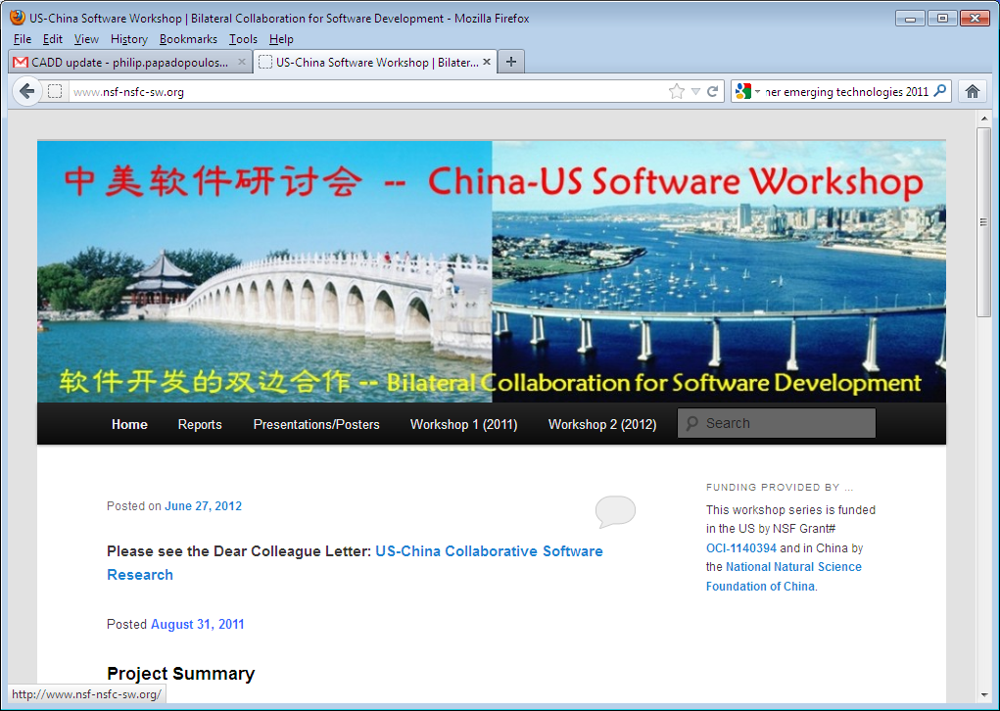 US-China Software Workshop | Bilateral Collaboration for Software Development - Mozilla Firefox
File Edit View History Bookmarks Tools Help
CADD update - philip.papadopoulos... US-China Software Workshop | Bilater...
www.nsf-nsfc-sw.org
ner emerging technologies 2011
中美软件研讨会 -- China-US Software Workshop
软件开发的双边合作 -- Bilateral Collaboration for Software Development
Home Reports Presentations/Posters Workshop 1 (2011) Workshop 2 (2012) Search
Posted on June 27, 2012
Please see the Dear Colleague Letter: US-China Collaborative Software
Research
Posted August 31, 2011
Project Summary
FUNDING PROVIDED BY ...
This workshop series is funded
in the US by NSF Grant#
OCI-1140394 and in China by
the National Natural Science
Foundation of China.
http://www.nsf-nsfc-sw.org/